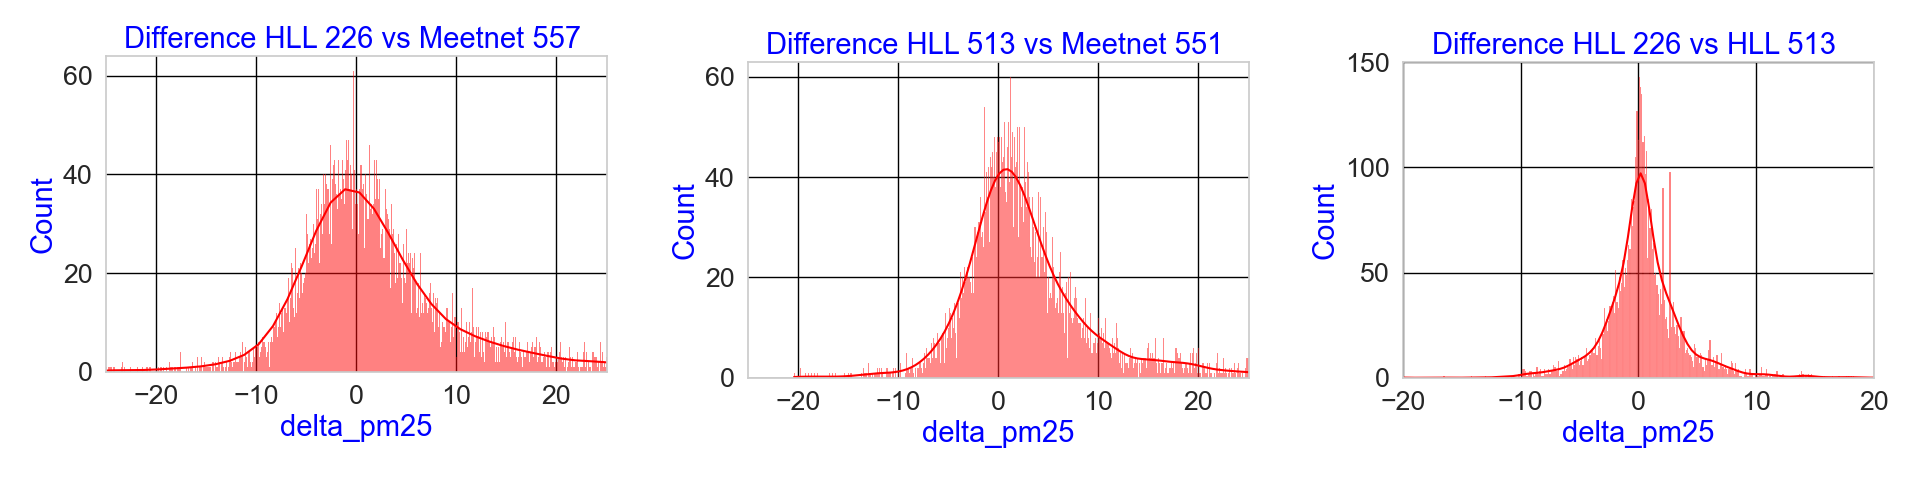 Difference HLL 226 vs Meetnet 557
60
40
20
0
Count
−20 −10 0 10 20
delta_pm25
Difference HLL 513 vs Meetnet 551
60
40
20
0
Count
−20 −10 0 10 20
delta_pm25
Difference HLL 226 vs HLL 513
150
100
50
0
Count
−20 −10 0 10 20
delta_pm25